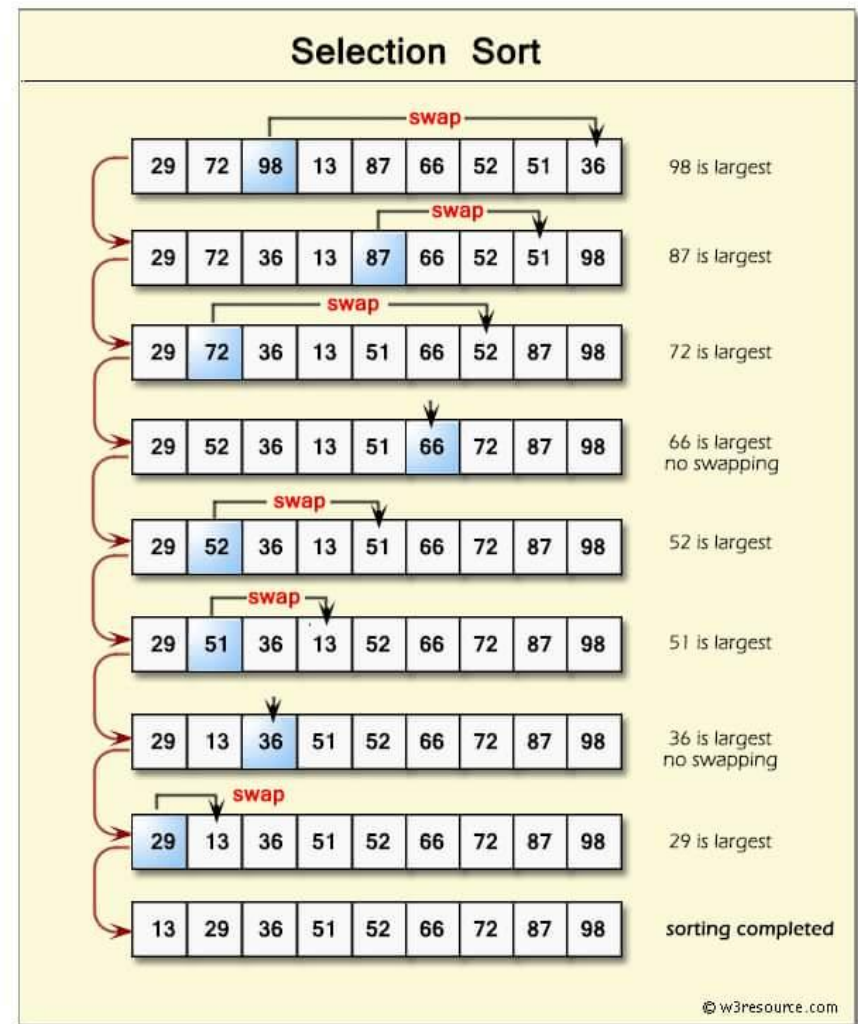 Selection Sort
swap
29 72 98 13 87 66 52 51 36
98 is largest
swap
29 72 36 13 87 66 52 51 98
87 is largest
swap
29 72 36 13 51 66 52 87 98
72 is largest
29 52 36 13 51 66 72 87 98
66 is largest
no swapping
swap
29 52 36 13 51 66 72 87 98
52 is largest
swap
29 51 36 13 52 66 72 87 98
51 is largest
29 13 36 51 52 66 72 87 98
36 is largest
no swapping
swap
29 13 36 51 52 66 72 87 98
29 is largest
13 29 36 51 52 66 72 87 98
sorting completed
© w3resource.com